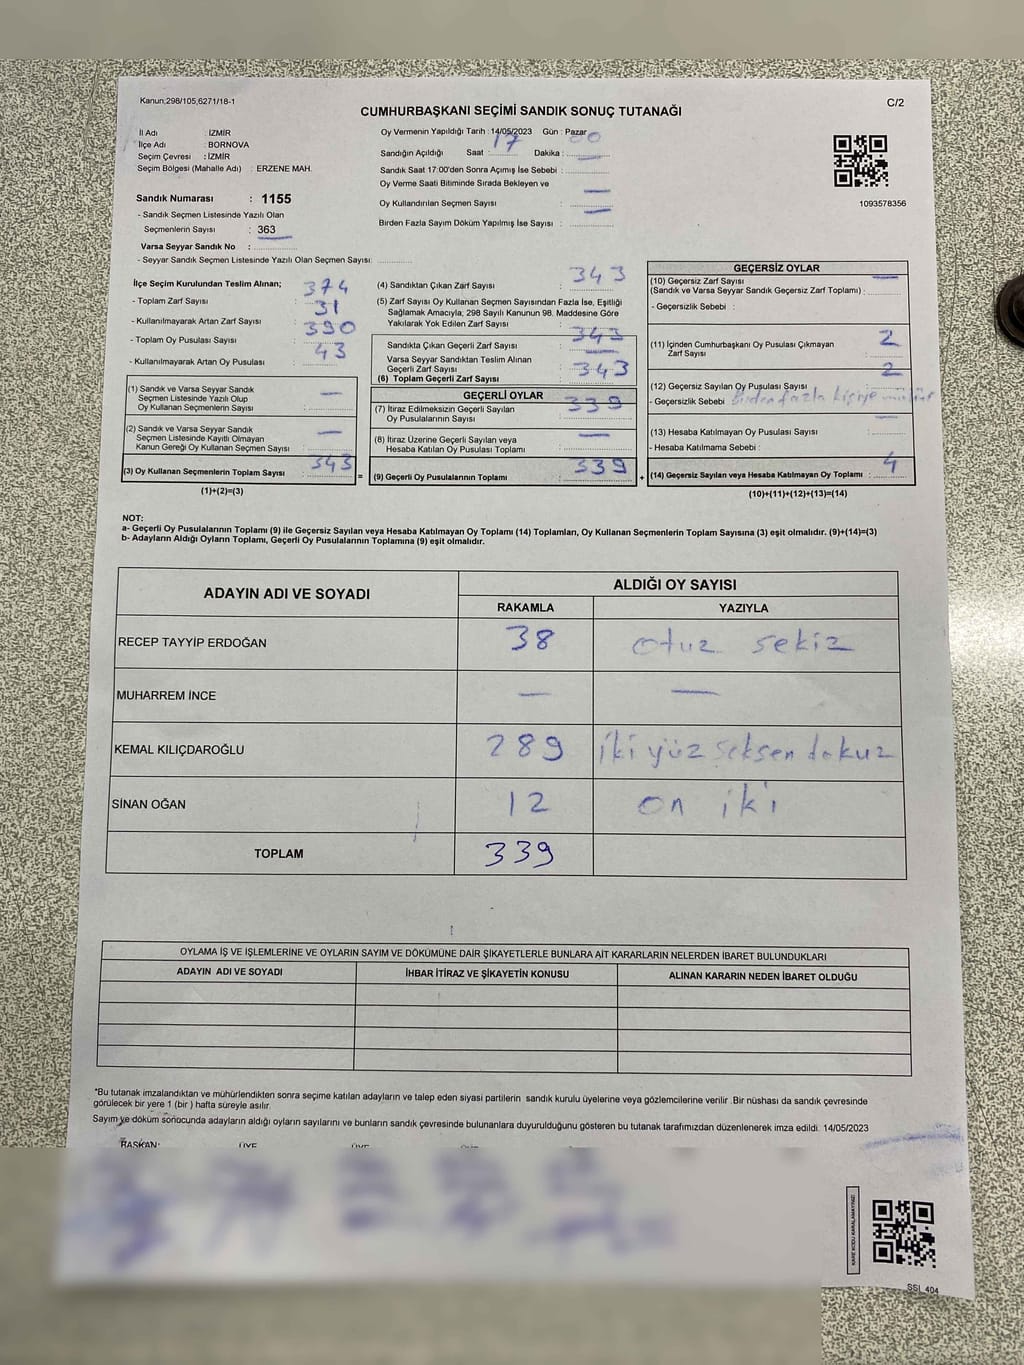 Kanun;298/105,6271/18-1
C/2
CUMHURBAŞKANI SEÇİMİ SANDIK SONUÇ TUTANAĞI
İl Adı : İZMİR
İlçe Adı : BORNOVA
Seçim Çevresi : İZMİR
Seçim Bölgesi (Mahalle Adı) : ERZENE MAH.
Sandık Numarası : 1155
- Sandık Seçmen Listesinde Yazılı Olan
Seçmenlerin Sayısı : 363
Varsa Seyyar Sandık No :
- Seyyar Sandık Seçmen Listesinde Yazılı Olan Seçmen Sayısı:
Oy Vermenin Yapıldığı Tarih : 14/05/2023 Gün : Pazar
Sandığın Açıldığı Saat : 17 Dakika : 00
Sandık Saat 17:00'den Sonra Açımış İse Sebebi :
Oy Verme Saati Bitiminde Sırada Bekleyen ve
Oy Kullandırılan Seçmen Sayısı : —
Birden Fazla Sayım Döküm Yapılmış İse Sayısı : —
1093578356
İlçe Seçim Kurulundan Teslim Alınan;
- Toplam Zarf Sayısı : 374
- Kullanılmayarak Artan Zarf Sayısı : 31
- Toplam Oy Pusulası Sayısı : 390
- Kullanılmayarak Artan Oy Pusulası : 43
(1) Sandık ve Varsa Seyyar Sandık
Seçmen Listesinde Yazılı Olup
Oy Kullanan Seçmenlerin Sayısı : —
(2) Sandık ve Varsa Seyyar Sandık
Seçmen Listesinde Kayıtlı Olmayan
Kanun Gereği Oy Kullanan Seçmen Sayısı : —
(3) Oy Kullanan Seçmenlerin Toplam Sayısı : 343
(1)+(2)=(3)
(4) Sandıktan Çıkan Zarf Sayısı : 343
(5) Zarf Sayısı Oy Kullanan Seçmen Sayısından Fazla İse, Eşitliği
Sağlamak Amacıyla; 298 Sayılı Kanunun 98. Maddesine Göre
Yakılarak Yok Edilen Zarf Sayısı :
Sandıkta Çıkan Geçerli Zarf Sayısı : 343
Varsa Seyyar Sandıktan Teslim Alınan
Geçerli Zarf Sayısı : —
(6) Toplam Geçerli Zarf Sayısı 343
GEÇERLİ OYLAR
(7) İtiraz Edilmeksizin Geçerli Sayılan
Oy Pusulasının Sayısı : 339
(8) İtiraz Üzerine Geçerli Sayılan veya
Hesaba Katılan Oy Pusulası Toplamı : —
= (9) Geçerli Oy Pusulalarının Toplamı : 339
GEÇERSİZ OYLAR
(10) Geçersiz Zarf Sayısı
(Sandık ve Varsa Seyyar Sandık Geçersiz Zarf Toplamı) : —
- Geçersizlik Sebebi :
(11) İçinden Cumhurbaşkanı Oy Pusulası Çıkmayan
Zarf Sayısı : 2
(12) Geçersiz Sayılan Oy Pusulası Sayısı : 2
- Geçersizlik Sebebi : Birden fazla kişiye mühür
(13) Hesaba Katılmayan Oy Pusulası Sayısı : —
- Hesaba Katılmama Sebebi :
+ (14) Geçersiz Sayılan veya Hesaba Katılmayan Oy Toplamı : 4
(10)+(11)+(12)+(13)=(14)
NOT:
a- Geçerli Oy Pusulalarının Toplamı (9) ile Geçersiz Sayılan veya Hesaba Katılmayan Oy Toplamı (14) Toplamları, Oy Kullanan Seçmenlerin Toplam Sayısına (3) eşit olmalıdır. (9)+(14)=(3)
b- Adayların Aldığı Oyların Toplamı, Geçerli Oy Pusulalarının Toplamına (9) eşit olmalıdır.
ADAYIN ADI VE SOYADI
ALDIĞI OY SAYISI
RAKAMLA YAZIYLA
RECEP TAYYİP ERDOĞAN 38 otuz sekiz
MUHARREM İNCE — —
KEMAL KILIÇDAROĞLU 289 iki yüz seksen dokuz
SİNAN OĞAN 12 on iki
TOPLAM 339
OYLAMA İŞ VE İŞLEMLERİNE VE OYLARIN SAYIM VE DÖKÜMÜNE DAİR ŞİKAYETLERLE BUNLARA AİT KARARLARIN NELERDEN İBARET BULUNDUKLARI
ADAYIN ADI VE SOYADI İHBAR İTİRAZ VE ŞİKAYETİN KONUSU ALINAN KARARIN NEDEN İBARET OLDUĞU
*Bu tutanak imzalandıktan ve mühürlendikten sonra seçime katılan adayların ve talep eden siyasi partilerin sandık kurulu üyelerine veya gözlemcilerine verilir .Bir nüshası da sandık çevresinde
görülecek bir yere 1 (bir ) hafta süreyle asılır.
Sayım ve döküm sonucunda adayların aldığı oyların sayılarını ve bunların sandık çevresinde bulunanlara duyurulduğunu gösteren bu tutanak tarafımızdan düzenlenerek imza edildi. 14/05/2023
BAŞKAN: ÜYE ÜYE
KARE KODU KARALAMAYINIZ!
SSİ_404